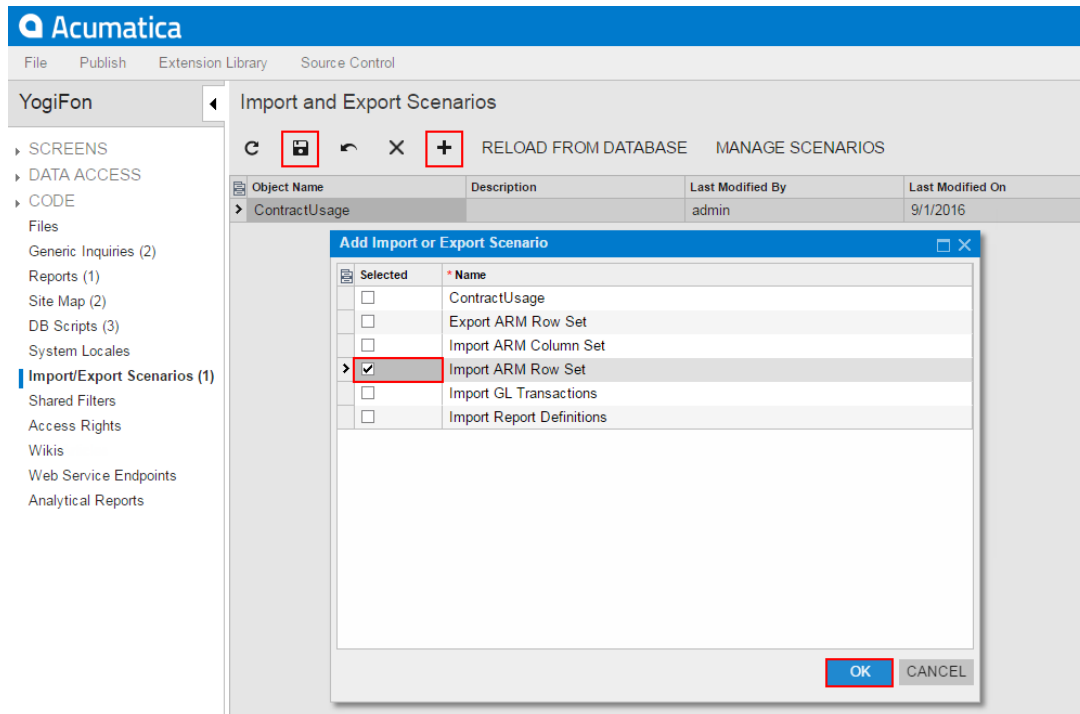 Acumatica
File Publish Extension Library Source Control
YogiFon
Import and Export Scenarios
RELOAD FROM DATABASE MANAGE SCENARIOS
SCREENS
DATA ACCESS
CODE
Files
Generic Inquiries (2)
Reports (1)
Site Map (2)
DB Scripts (3)
System Locales
Import/Export Scenarios (1)
Shared Filters
Access Rights
Wikis
Web Service Endpoints
Analytical Reports
Object Name Description Last Modified By Last Modified On
ContractUsage admin 9/1/2016
Add Import or Export Scenario
Selected * Name
ContractUsage
Export ARM Row Set
Import ARM Column Set
Import ARM Row Set
Import GL Transactions
Import Report Definitions
OK CANCEL